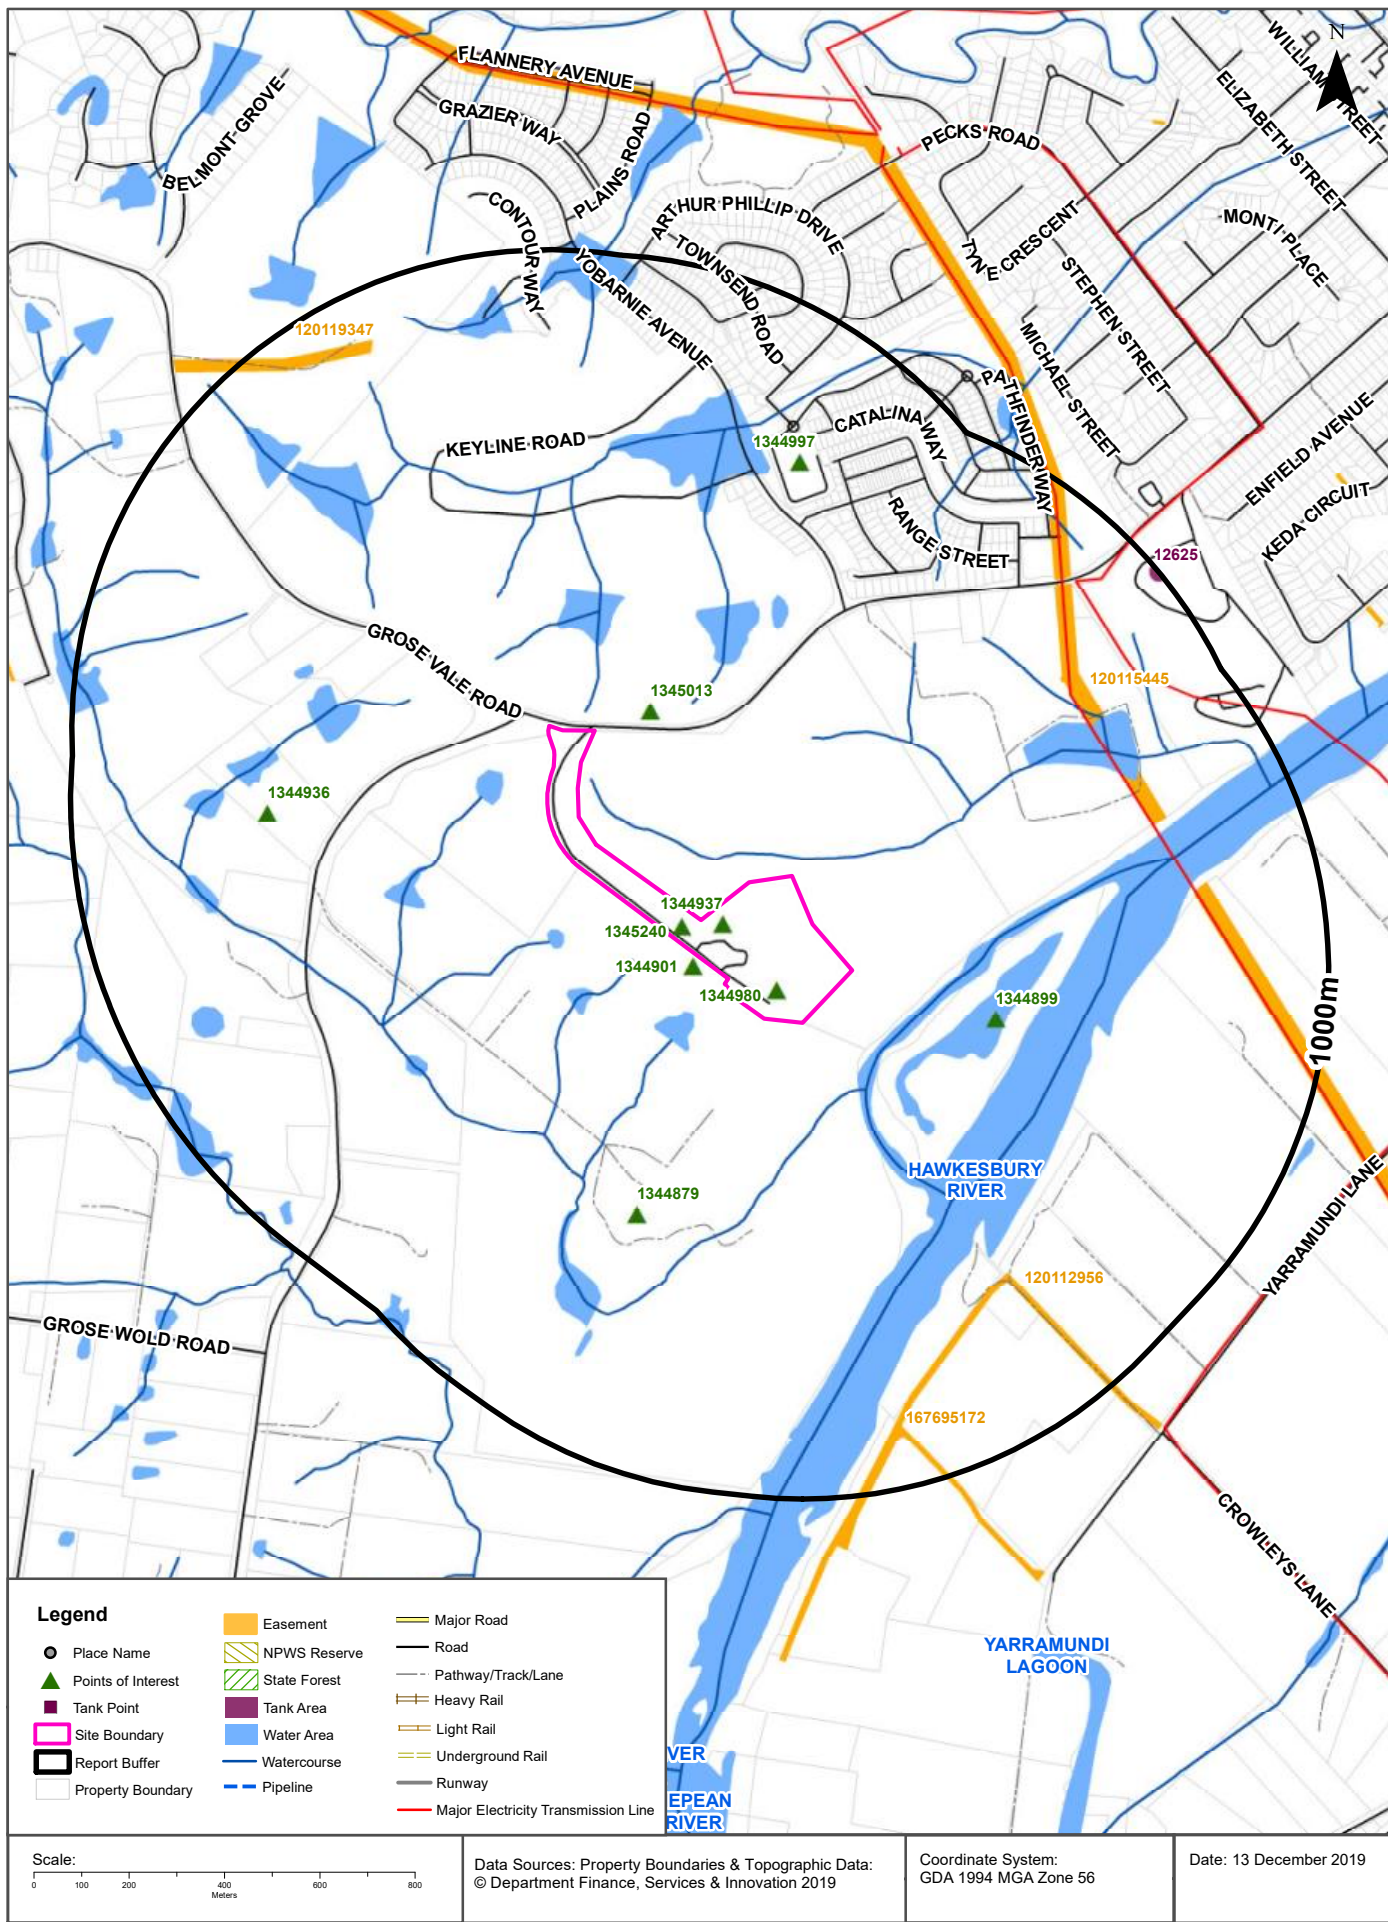 N
FLANNERY AVENUE
WILLIAM STREET
ELIZABETH STREET
GRAZIER WAY
BELMONT GROVE
PLAINS ROAD
PECKS ROAD
CONTOUR WAY
ARTHUR PHILLIP DRIVE
TYNE CRESCENT
MONTI PLACE
TOWNSEND ROAD
YOBARNIE AVENUE
STEPHEN STREET
120119347
MICHAEL STREET
PATHFINDER WAY
CATALINA WAY
KEYLINE ROAD
1344997
ENFIELD AVENUE
KEDA CIRCUIT
RANGE STREET
12625
GROSE VALE ROAD
1345013
120115445
1344936
1344937
1345240
1344901
1344980
1344899
1000m
HAWKESBURY
RIVER
1344879
YARRAMUNDI LANE
120112956
GROSE WOLD ROAD
167695172
CROWLEYS LANE
YARRAMUNDI
LAGOON
VER
EPEAN
RIVER
Legend
Place Name
Points of Interest
Tank Point
Site Boundary
Report Buffer
Property Boundary
Easement
NPWS Reserve
State Forest
Tank Area
Water Area
Watercourse
Pipeline
Major Road
Road
Pathway/Track/Lane
Heavy Rail
Light Rail
Underground Rail
Runway
Major Electricity Transmission Line
Scale:
0 100 200 400 600 800
Meters
Data Sources: Property Boundaries & Topographic Data:
© Department Finance, Services & Innovation 2019
Coordinate System:
GDA 1994 MGA Zone 56
Date: 13 December 2019